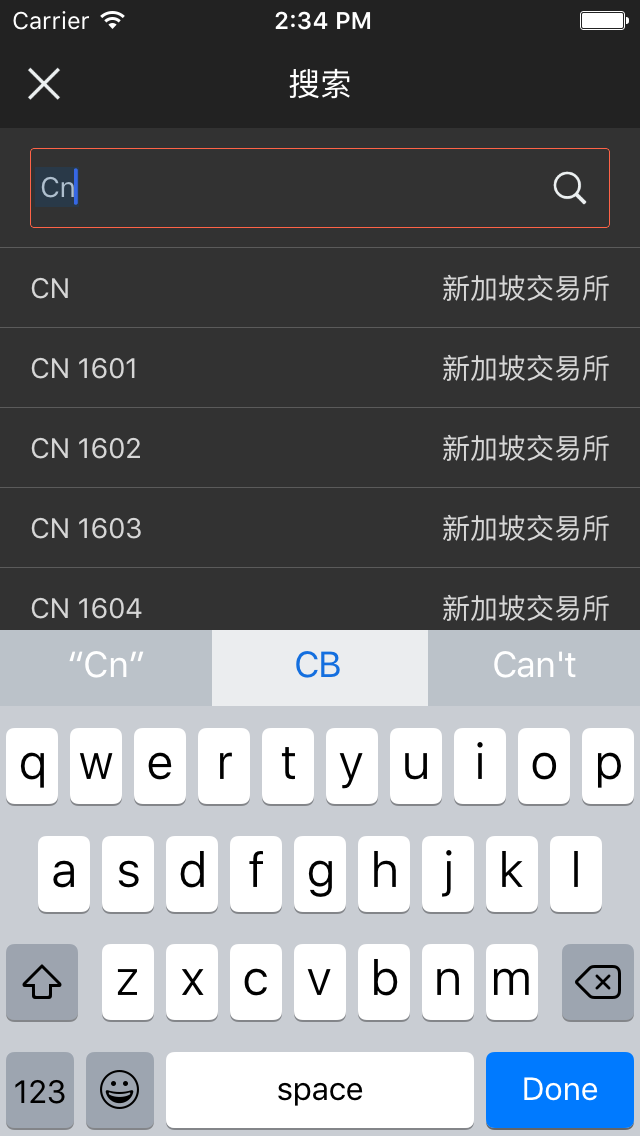 Carrier 2:34 PM
搜索
Cn
CN 新加坡交易所
CN 1601 新加坡交易所
CN 1602 新加坡交易所
CN 1603 新加坡交易所
CN 1604 新加坡交易所
“Cn” CB Can't
q w e r t y u i o p
a s d f g h j k l
z x c v b n m
123 space Done